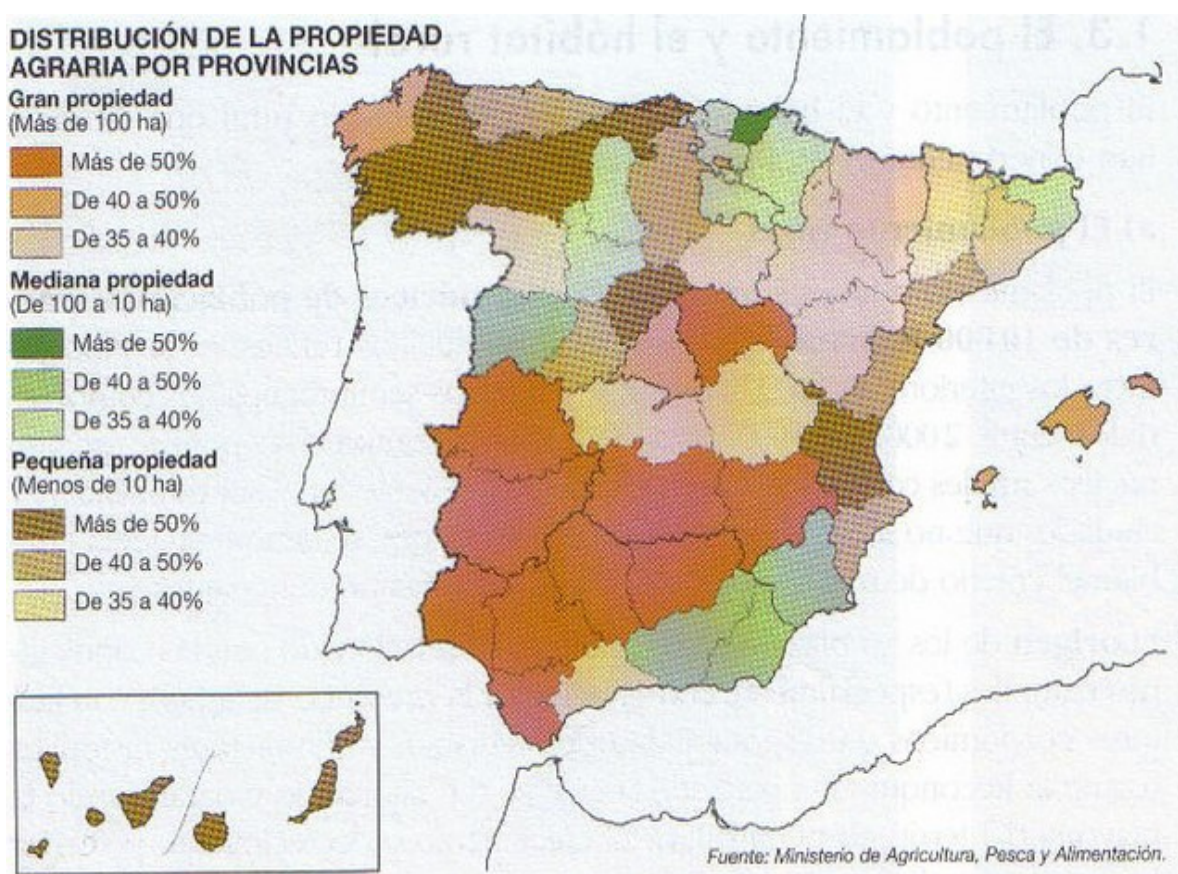 DISTRIBUCIÓN DE LA PROPIEDAD
AGRARIA POR PROVINCIAS
Gran propiedad
(Más de 100 ha)
Más de 50%
De 40 a 50%
De 35 a 40%
Mediana propiedad
(De 100 a 10 ha)
Más de 50%
De 40 a 50%
De 35 a 40%
Pequeña propiedad
(Menos de 10 ha)
Más de 50%
De 40 a 50%
De 35 a 40%
Fuente: Ministerio de Agricultura, Pesca y Alimentación.